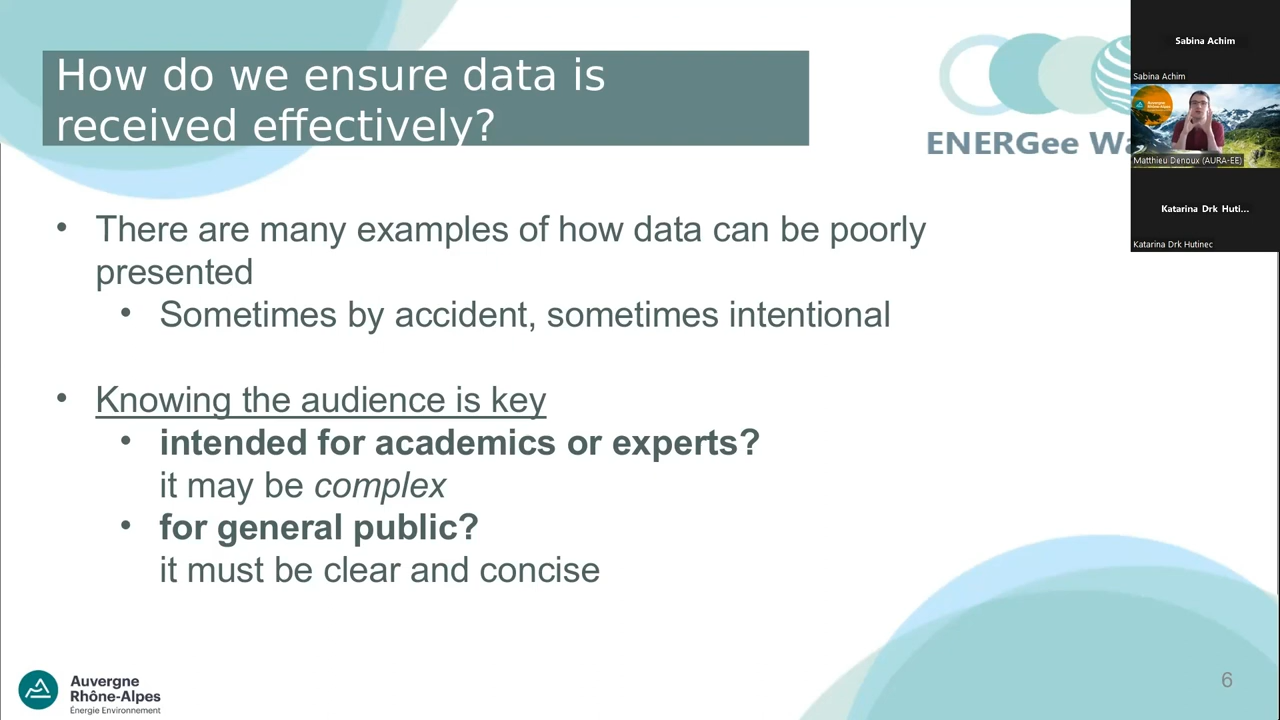 How do we ensure data is
received effectively?
ENERGee Wa
Sabina Achim
Sabina Achim
Auvergne
Rhône-Alpes
Matthieu Denoux (AURA-EE)
Katarina Drk Huti...
Katarina Drk Hutinec
• There are many examples of how data can be poorly
presented
• Sometimes by accident, sometimes intentional
• Knowing the audience is key
• intended for academics or experts?
it may be complex
• for general public?
it must be clear and concise
Auvergne
Rhône-Alpes
Énergie Environnement
6